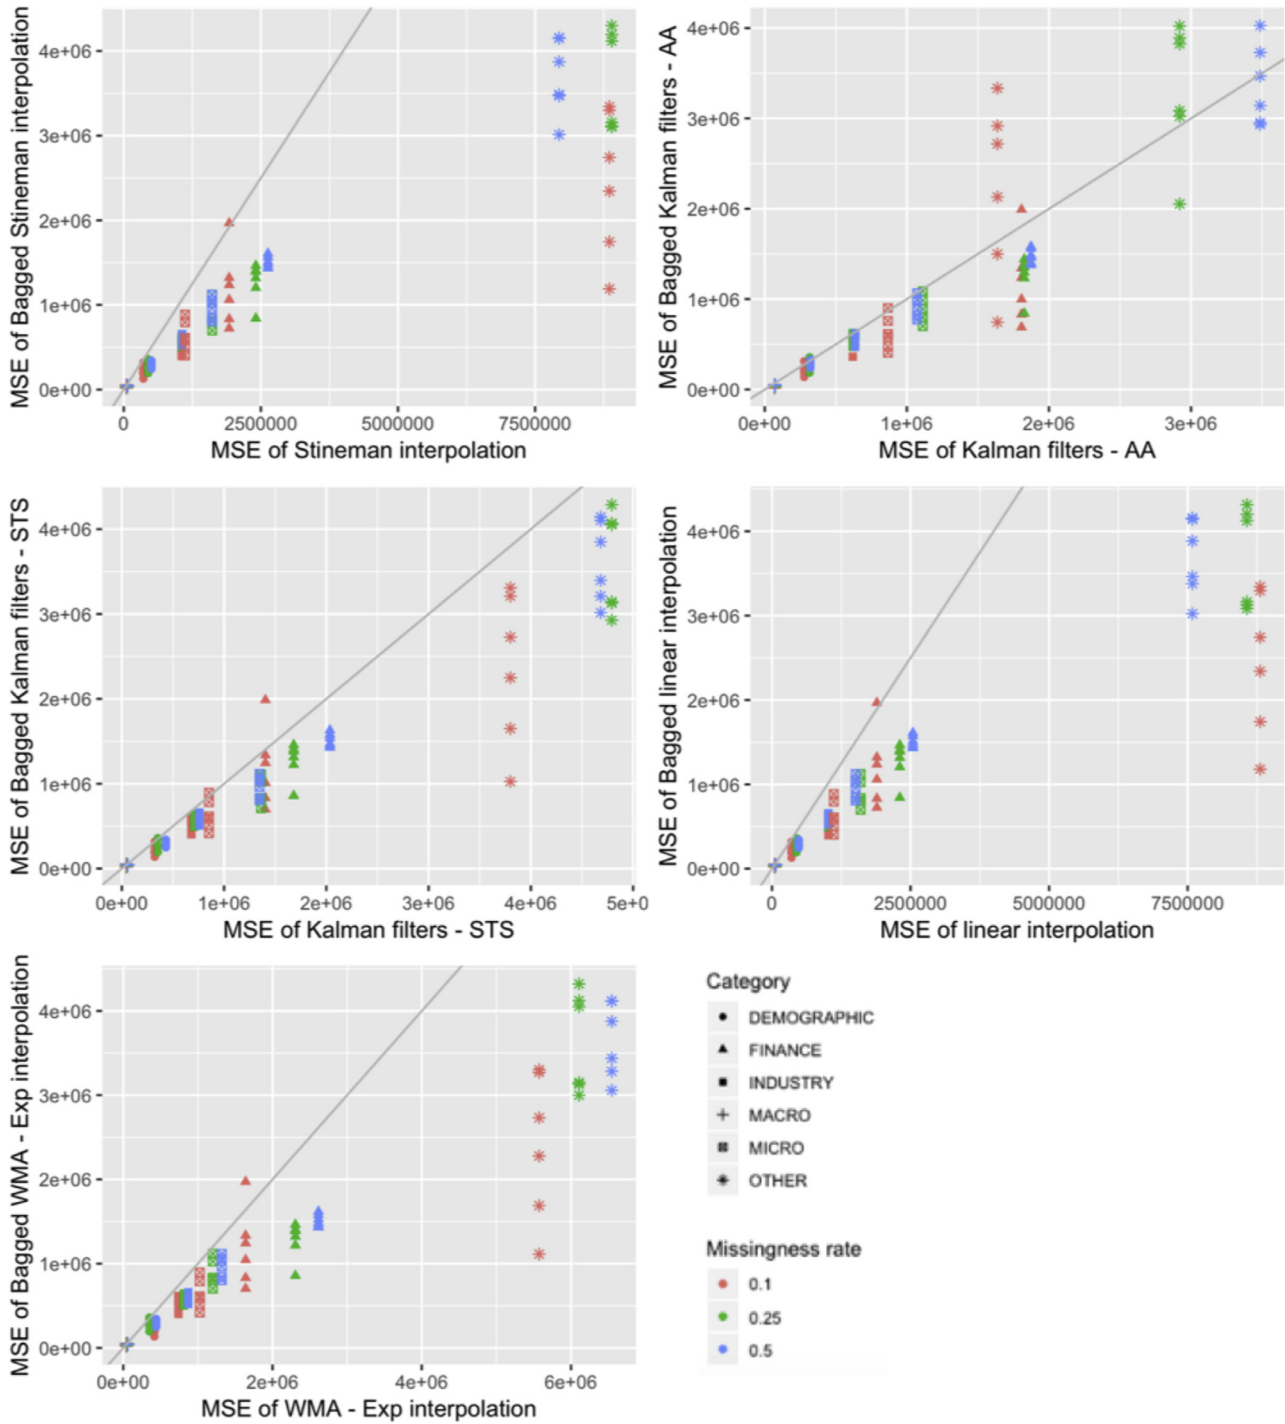 MSE of Bagged Stineman interpolation
4e+06
3e+06
2e+06
1e+06
0e+00
0 2500000 5000000 7500000
MSE of Stineman interpolation
MSE of Bagged Kalman filters - AA
4e+06
3e+06
2e+06
1e+06
0e+00
0e+00 1e+06 2e+06 3e+06
MSE of Kalman filters - AA
MSE of Bagged Kalman filters - STS
4e+06
3e+06
2e+06
1e+06
0e+00
0e+00 1e+06 2e+06 3e+06 4e+06 5e+0
MSE of Kalman filters - STS
MSE of Bagged linear interpolation
4e+06
3e+06
2e+06
1e+06
0e+00
0 2500000 5000000 7500000
MSE of linear interpolation
MSE of Bagged WMA - Exp interpolation
4e+06
3e+06
2e+06
1e+06
0e+00
0e+00 2e+06 4e+06 6e+06
MSE of WMA - Exp interpolation
Category
DEMOGRAPHIC
FINANCE
INDUSTRY
MACRO
MICRO
OTHER
Missingness rate
0.1
0.25
0.5